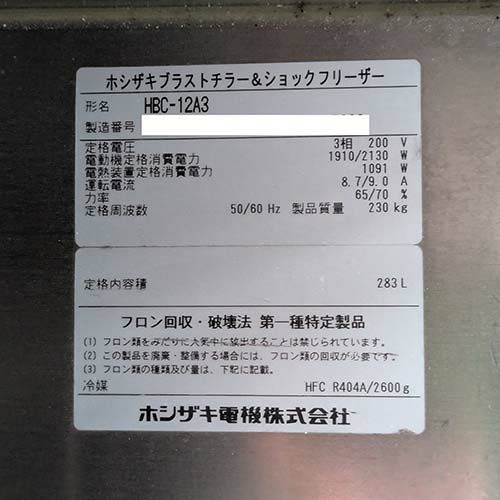 ホシザキブラストチラー&ショックフリーザー
形名 HBC-12A3
製造番号
定格電圧 3相 200 V
電動機定格消費電力 1910/2130 W
電熱装置定格消費電力 1091 W
運転電流 8.7/9.0 A
力率 65/70 %
定格周波数 50/60 Hz 製品質量 230 kg
定格内容積 283 L
フロン回収・破壊法 第一種特定製品
(1) フロン類をみだりに大気中に放出することは禁じられています。
(2) この製品を廃棄・整備する場合には、フロン類の回収が必要です。
(3) フロン類の種類及び量は、下記に記載。
冷媒 HFC R404A/2600g
ホシザキ電機株式会社